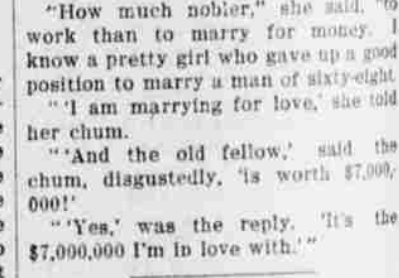 "How much nobler," she said, "to
work than to marry for money. I
know a pretty girl who gave up a good
position to marry a man of sixty-eight
"'I am marrying for love,' she told
her chum.
"'And the old fellow,' said the
chum, disgustedly, 'is worth $7,000,-
000!'
"'Yes,' was the reply. 'It's the
$7,000,000 I'm in love with.'"